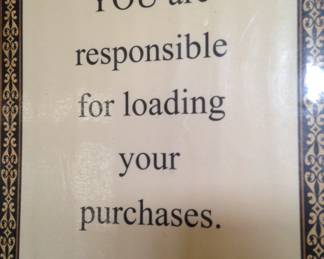 YOU are
responsible
for loading
your
purchases.